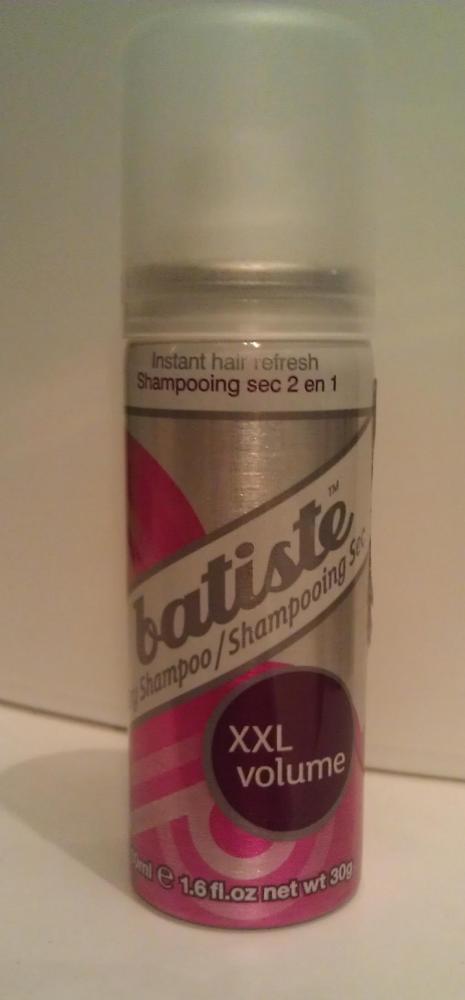 Instant hair refresh
Shampooing sec 2 en 1
batiste™
Shampoo/Shampooing Sec
XXL
volume
e 1.6 fl.oz net wt 30g